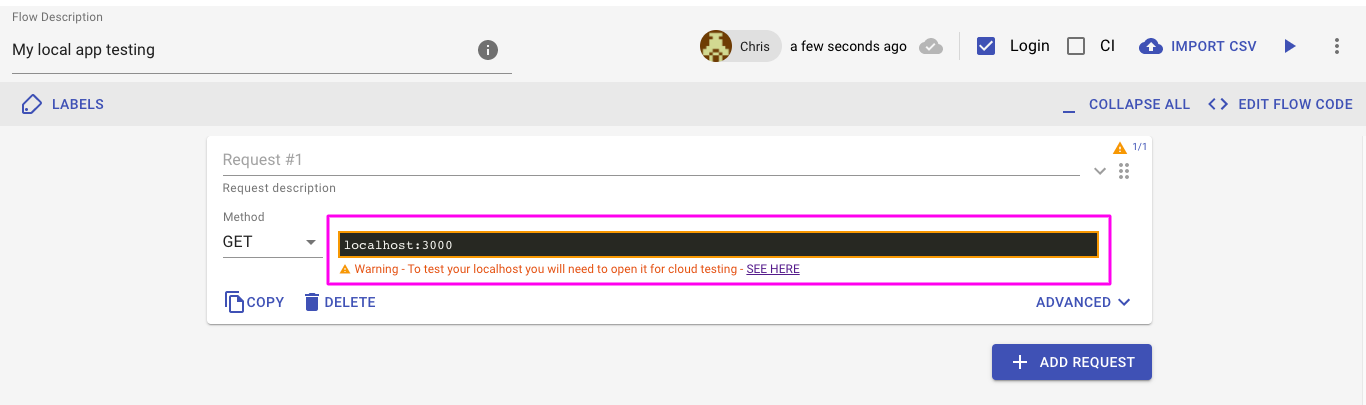 Flow Description
My local app testing
Chris a few seconds ago Login CI IMPORT CSV
LABELS COLLAPSE ALL EDIT FLOW CODE
Request #1 1/1
Request description
Method
GET localhost:3000
Warning - To test your localhost you will need to open it for cloud testing - SEE HERE
COPY DELETE ADVANCED
ADD REQUEST